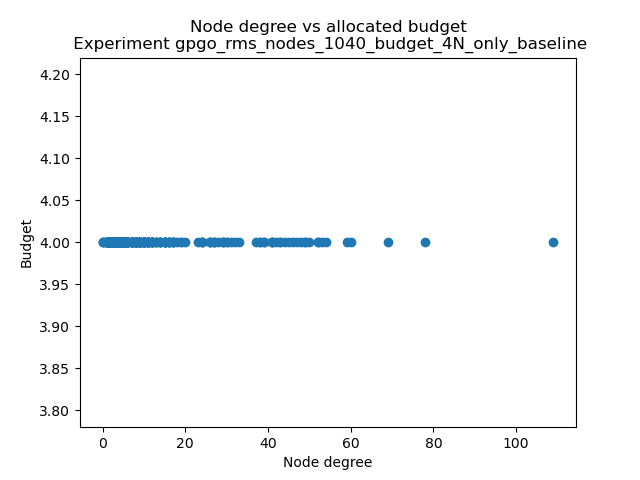 Node degree vs allocated budget
Experiment gpgo_rms_nodes_1040_budget_4N_only_baseline
4.20
4.15
4.10
4.05
4.00
3.95
3.90
3.85
3.80
Budget
0 20 40 60 80 100
Node degree